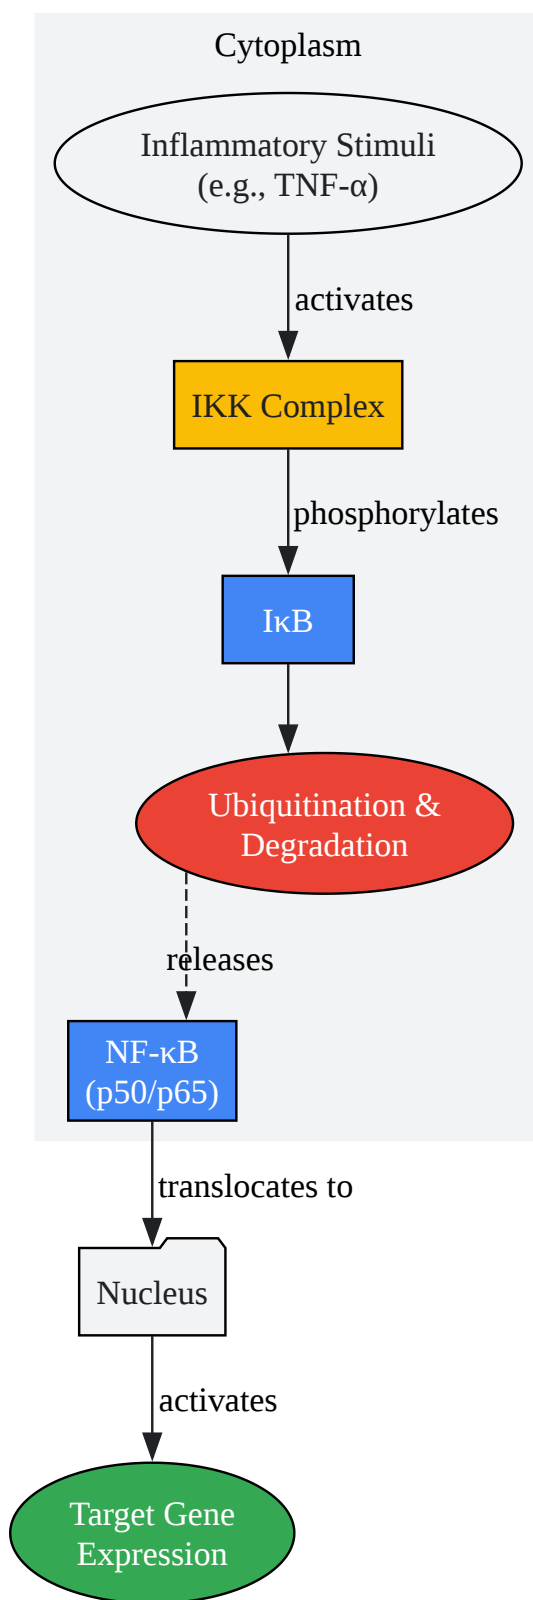 Cytoplasm
Inflammatory Stimuli
(e.g., TNF-α)
activates
IKK Complex
phosphorylates
IκB
Ubiquitination &
Degradation
releases
NF-κB
(p50/p65)
translocates to
Nucleus
activates
Target Gene
Expression